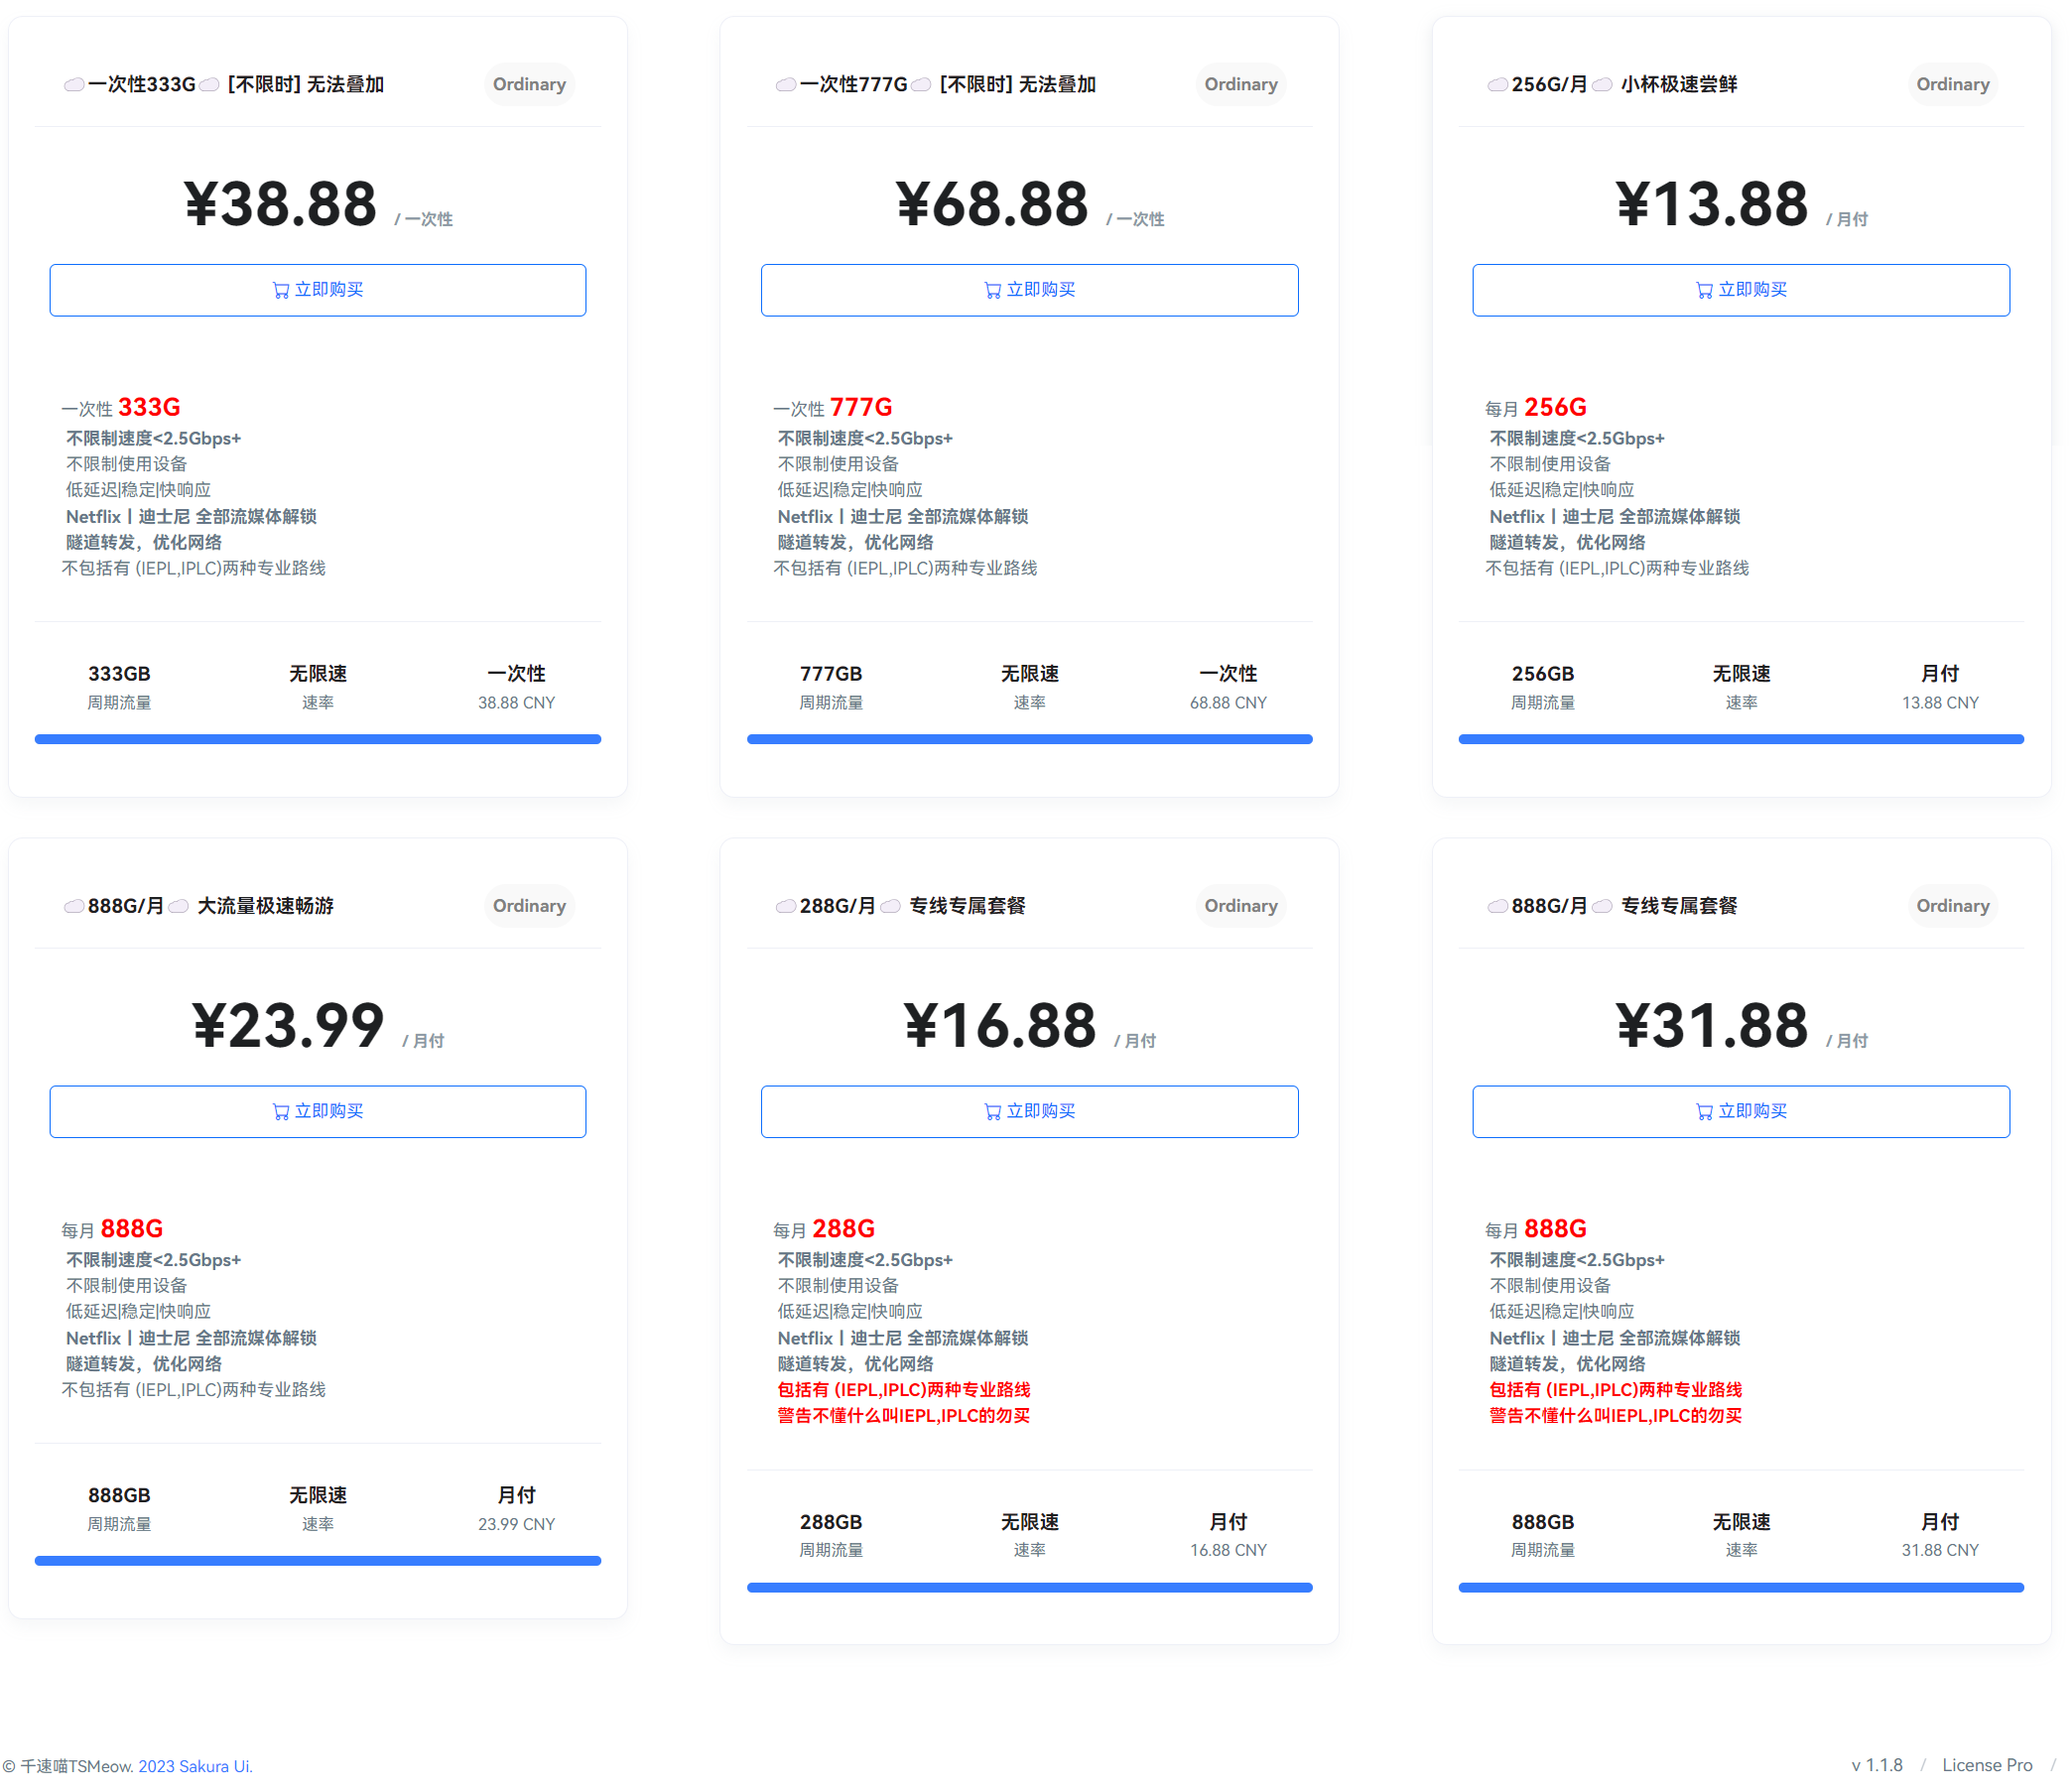 ☁️一次性333G☁️ [不限时] 无法叠加
Ordinary
¥38.88 / 一次性
立即购买
一次性 333G
不限制速度<2.5Gbps+
不限制使用设备
低延迟|稳定|快响应
Netflix丨迪士尼 全部流媒体解锁
隧道转发，优化网络
不包括有 (IEPL,IPLC)两种专业路线
333GB 无限速 一次性
周期流量 速率 38.88 CNY
☁️一次性777G☁️ [不限时] 无法叠加
Ordinary
¥68.88 / 一次性
立即购买
一次性 777G
不限制速度<2.5Gbps+
不限制使用设备
低延迟|稳定|快响应
Netflix丨迪士尼 全部流媒体解锁
隧道转发，优化网络
不包括有 (IEPL,IPLC)两种专业路线
777GB 无限速 一次性
周期流量 速率 68.88 CNY
☁️256G/月☁️ 小杯极速尝鲜
Ordinary
¥13.88 / 月付
立即购买
每月 256G
不限制速度<2.5Gbps+
不限制使用设备
低延迟|稳定|快响应
Netflix丨迪士尼 全部流媒体解锁
隧道转发，优化网络
不包括有 (IEPL,IPLC)两种专业路线
256GB 无限速 月付
周期流量 速率 13.88 CNY
☁️888G/月☁️ 大流量极速畅游
Ordinary
¥23.99 / 月付
立即购买
每月 888G
不限制速度<2.5Gbps+
不限制使用设备
低延迟|稳定|快响应
Netflix丨迪士尼 全部流媒体解锁
隧道转发，优化网络
不包括有 (IEPL,IPLC)两种专业路线
888GB 无限速 月付
周期流量 速率 23.99 CNY
☁️288G/月☁️ 专线专属套餐
Ordinary
¥16.88 / 月付
立即购买
每月 288G
不限制速度<2.5Gbps+
不限制使用设备
低延迟|稳定|快响应
Netflix丨迪士尼 全部流媒体解锁
隧道转发，优化网络
包括有 (IEPL,IPLC)两种专业路线
警告不懂什么叫IEPL,IPLC的勿买
288GB 无限速 月付
周期流量 速率 16.88 CNY
☁️888G/月☁️ 专线专属套餐
Ordinary
¥31.88 / 月付
立即购买
每月 888G
不限制速度<2.5Gbps+
不限制使用设备
低延迟|稳定|快响应
Netflix丨迪士尼 全部流媒体解锁
隧道转发，优化网络
包括有 (IEPL,IPLC)两种专业路线
警告不懂什么叫IEPL,IPLC的勿买
888GB 无限速 月付
周期流量 速率 31.88 CNY
© 千速喵TSMeow. 2023 Sakura Ui.
v 1.1.8 / License Pro /